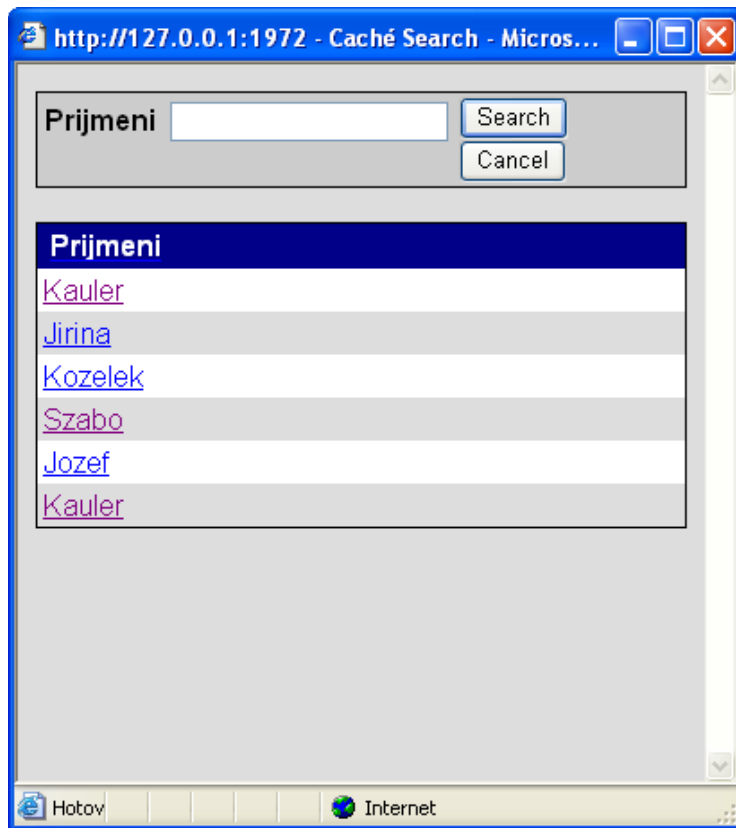 http://127.0.0.1:1972 - Caché Search - Micros...
Prijmeni Search
Cancel
Prijmeni
Kauler
Jirina
Kozelek
Szabo
Jozef
Kauler
Hotovo Internet